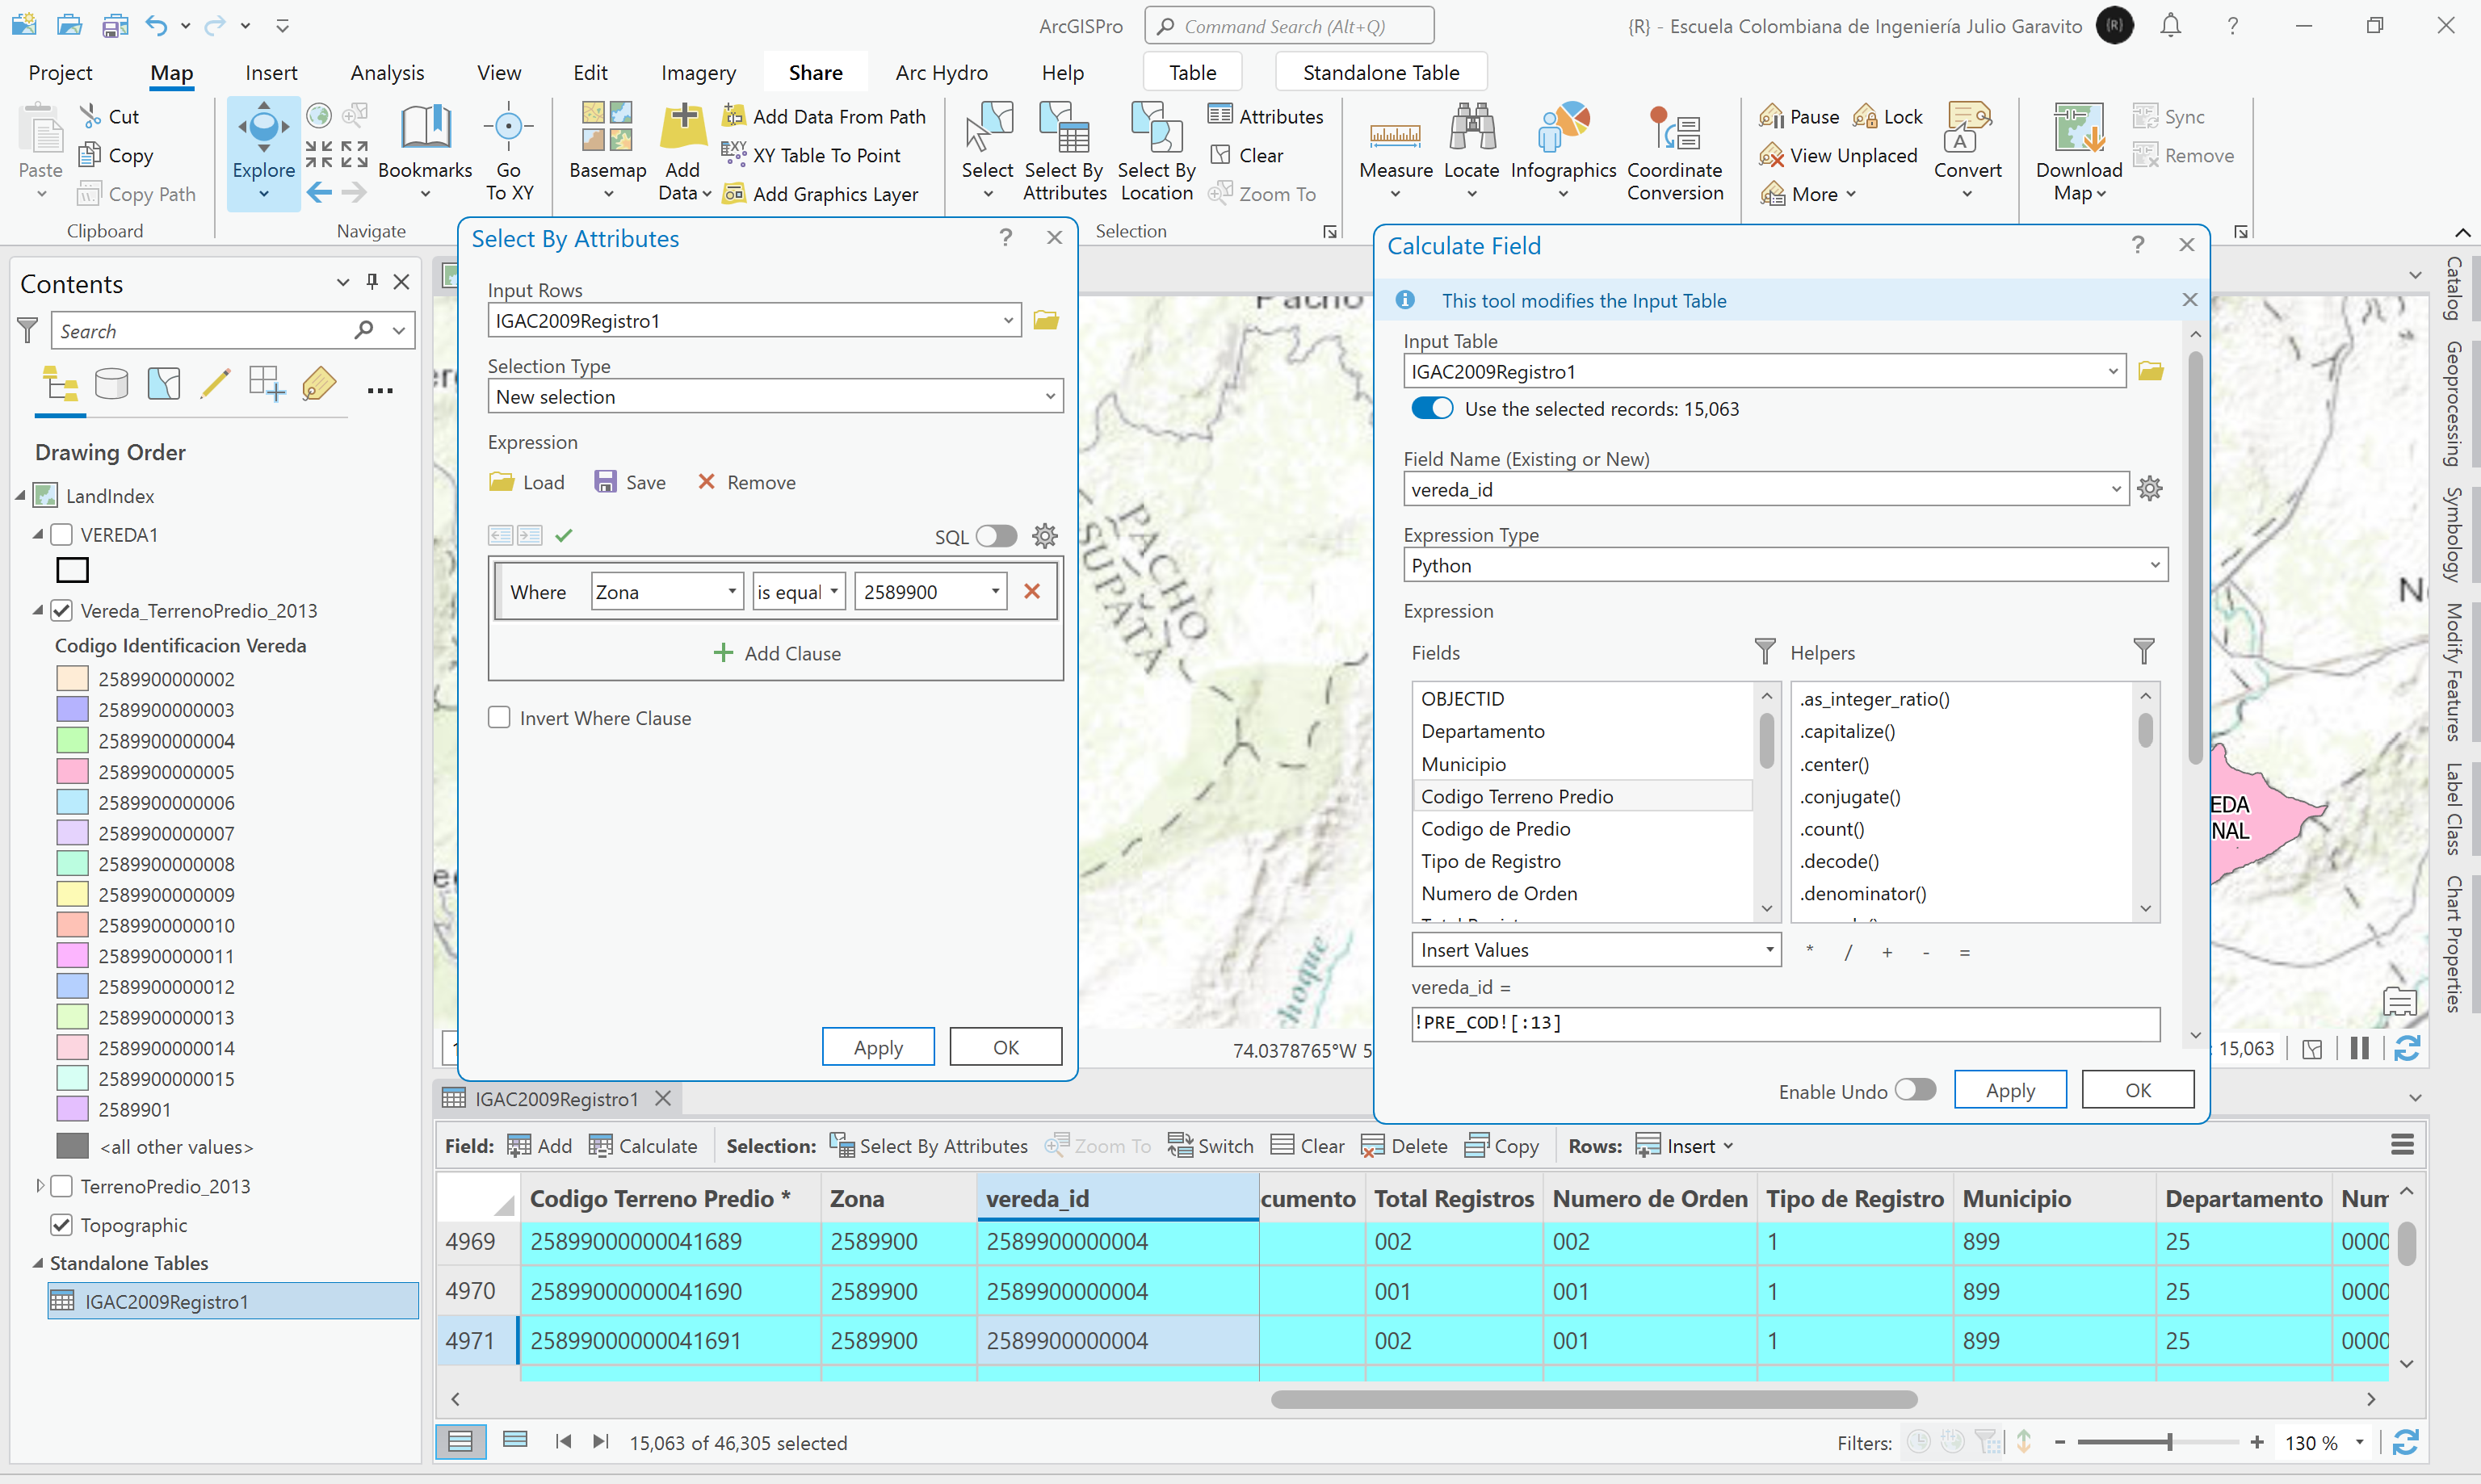 ArcGISPro
Command Search (Alt+Q)
{R} - Escuela Colombiana de Ingeniería Julio Garavito
{R}
Project
Map
Insert
Analysis
View
Edit
Imagery
Share
Arc Hydro
Help
Table
Standalone Table
Paste
Cut
Copy
Copy Path
Clipboard
Explore
Bookmarks
Go To XY
Navigate
Basemap
Add Data
Add Data From Path
XY Table To Point
Add Graphics Layer
Select
Select By Attributes
Select By Location
Attributes
Clear
Zoom To
Selection
Measure
Locate
Infographics
Coordinate Conversion
Pause
Lock
View Unplaced
More
Convert
Download Map
Sync
Remove
Contents
Search
Drawing Order
LandIndex
VEREDA1
Vereda_TerrenoPredio_2013
Codigo Identificacion Vereda
2589900000002
2589900000003
2589900000004
2589900000005
2589900000006
2589900000007
2589900000008
2589900000009
2589900000010
2589900000011
2589900000012
2589900000013
2589900000014
2589900000015
2589901
<all other values>
TerrenoPredio_2013
Topographic
Standalone Tables
IGAC2009Registro1
Select By Attributes
Input Rows
IGAC2009Registro1
Selection Type
New selection
Expression
Load
Save
Remove
SQL
Where
Zona
is equal
2589900
Add Clause
Invert Where Clause
Apply
OK
Pacho
PACHO
SUPATÁ
hoque
74.0378765°W 5
Calculate Field
This tool modifies the Input Table
Input Table
IGAC2009Registro1
Use the selected records: 15,063
Field Name (Existing or New)
vereda_id
Expression Type
Python
Expression
Fields
Helpers
OBJECTID
Departamento
Municipio
Codigo Terreno Predio
Codigo de Predio
Tipo de Registro
Numero de Orden
.as_integer_ratio()
.capitalize()
.center()
.conjugate()
.count()
.decode()
.denominator()
Insert Values
* / + - =
vereda_id =
!PRE_COD![:13]
Enable Undo
Apply
OK
EDA
NAL
15,063
Catalog
Geoprocessing
Symbology
Modify Features
Label Class
Chart Properties
IGAC2009Registro1
Field:
Add
Calculate
Selection:
Select By Attributes
Zoom To
Switch
Clear
Delete
Copy
Rows:
Insert
Codigo Terreno Predio * Zona vereda_id cumento Total Registros Numero de Orden Tipo de Registro Municipio Departamento Num
4969 25899000000041689 2589900 2589900000004 002 002 1 899 25 0000
4970 25899000000041690 2589900 2589900000004 001 001 1 899 25 0000
4971 25899000000041691 2589900 2589900000004 002 001 1 899 25 0000
15,063 of 46,305 selected
Filters:
130 %